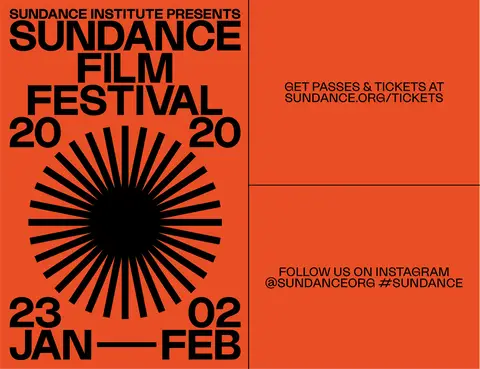 SUNDANCE INSTITUTE PRESENTS
SUNDANCE
FILM
FESTIVAL
20 20
23 02
JAN—FEB
GET PASSES & TICKETS AT
SUNDANCE.ORG/TICKETS
FOLLOW US ON INSTAGRAM
@SUNDANCEORG #SUNDANCE